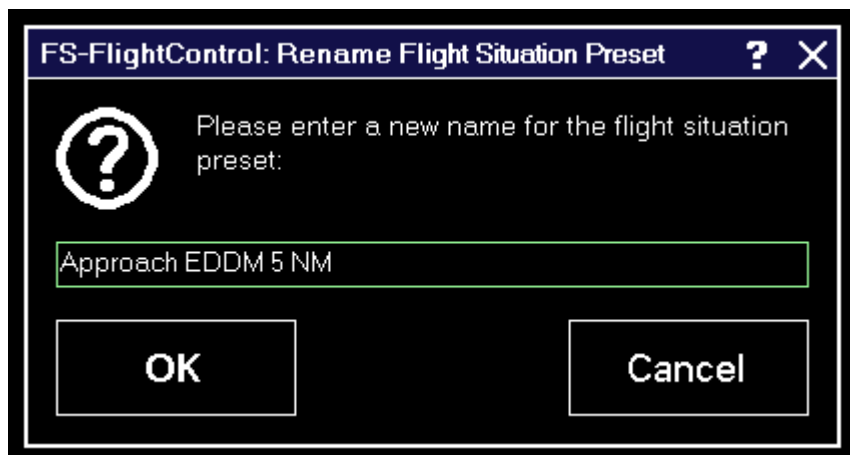 FS-FlightControl: Rename Flight Situation Preset ? X
Please enter a new name for the flight situation
preset:
Approach EDDM 5 NM
OK Cancel